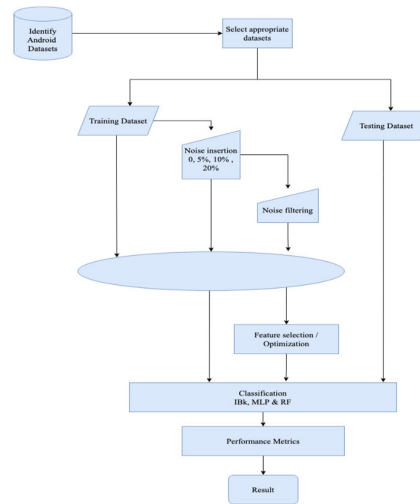 Identify
Android
Datasets
Select appropriate
datasets
Training Dataset
Testing Dataset
Noise insertion
0, 5%, 10% ,
20%
Noise filtering
Feature selection /
Optimization
Classification
IBk, MLP & RF
Performance Metrics
Result